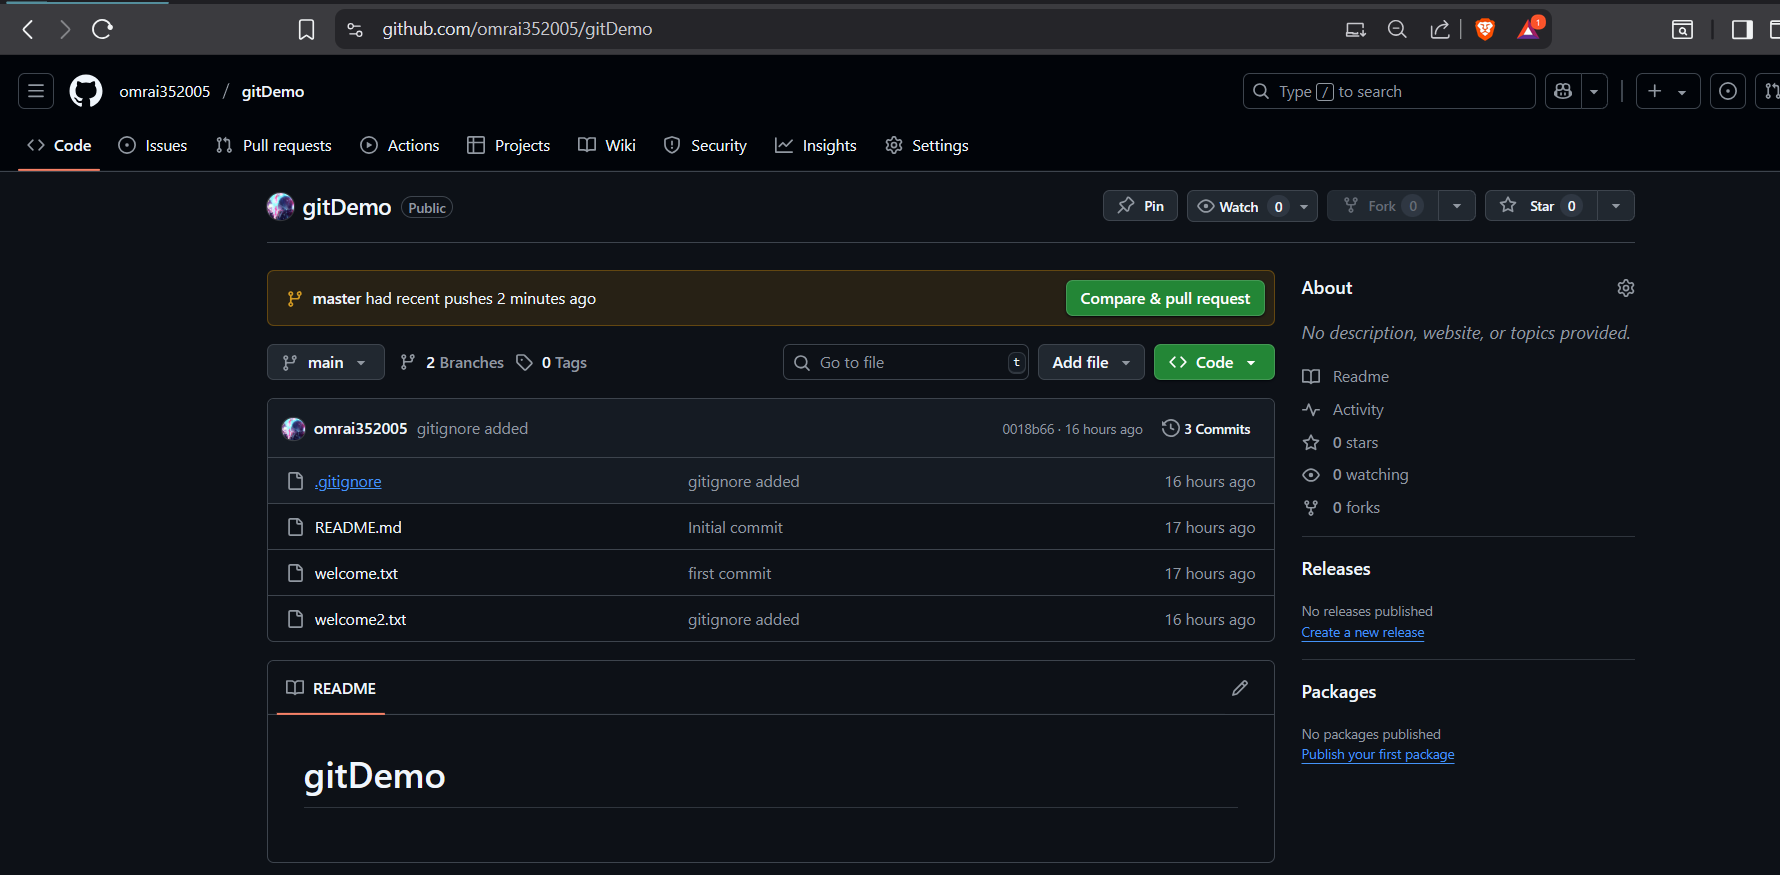 github.com/omrai352005/gitDemo
1
omrai352005 / gitDemo
Type / to search
Code Issues Pull requests Actions Projects Wiki Security Insights Settings
gitDemo Public
Pin Watch 0 Fork 0 Star 0
master had recent pushes 2 minutes ago
Compare & pull request
main 2 Branches 0 Tags
Go to file t
Add file
Code
omrai352005 gitignore added 0018b66 · 16 hours ago 3 Commits
.gitignore gitignore added 16 hours ago
README.md Initial commit 17 hours ago
welcome.txt first commit 17 hours ago
welcome2.txt gitignore added 16 hours ago
README
gitDemo
About
No description, website, or topics provided.
Readme
Activity
0 stars
0 watching
0 forks
Releases
No releases published
Create a new release
Packages
No packages published
Publish your first package